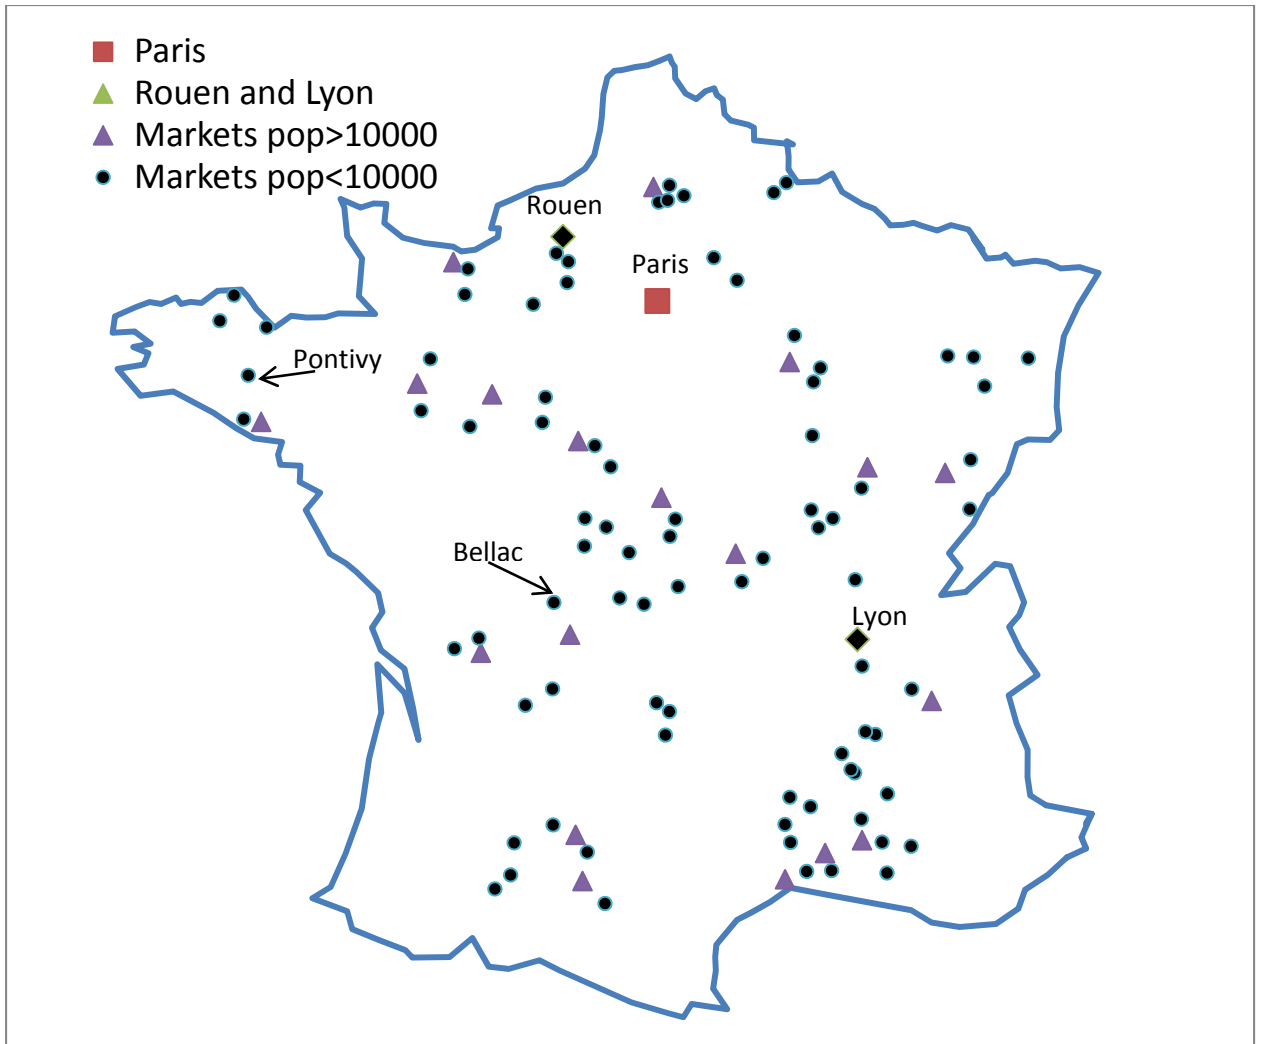 Paris
Rouen and Lyon
Markets pop>10000
Markets pop<10000
Rouen
Paris
Pontivy
Bellac
Lyon